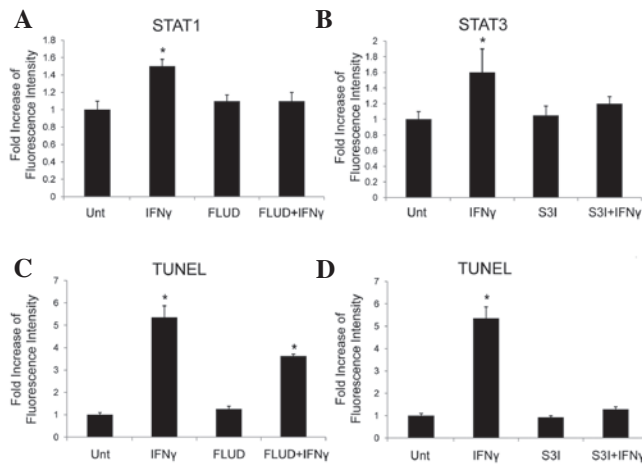 A
STAT1
Fold Increase of
Fluorescence Intensity
1.8
1.6
1.4
1.2
1
0.8
0.6
0.4
0.2
0
*
Unt IFNγ FLUD FLUD+IFNγ
B
STAT3
Fold Increase of
Fluorescence Intensity
2
1.8
1.6
1.4
1.2
1
0.8
0.6
0.4
0.2
0
*
Unt IFNγ S3I S3I+IFNγ
C
TUNEL
Fold Increase of
Fluorescence Intensity
7
6
5
4
3
2
1
0
*
*
Unt IFNγ FLUD FLUD+IFNγ
D
TUNEL
Fold Increase of
Fluorescence Intensity
7
6
5
4
3
2
1
0
*
Unt IFNγ S3I S3I+IFNγ